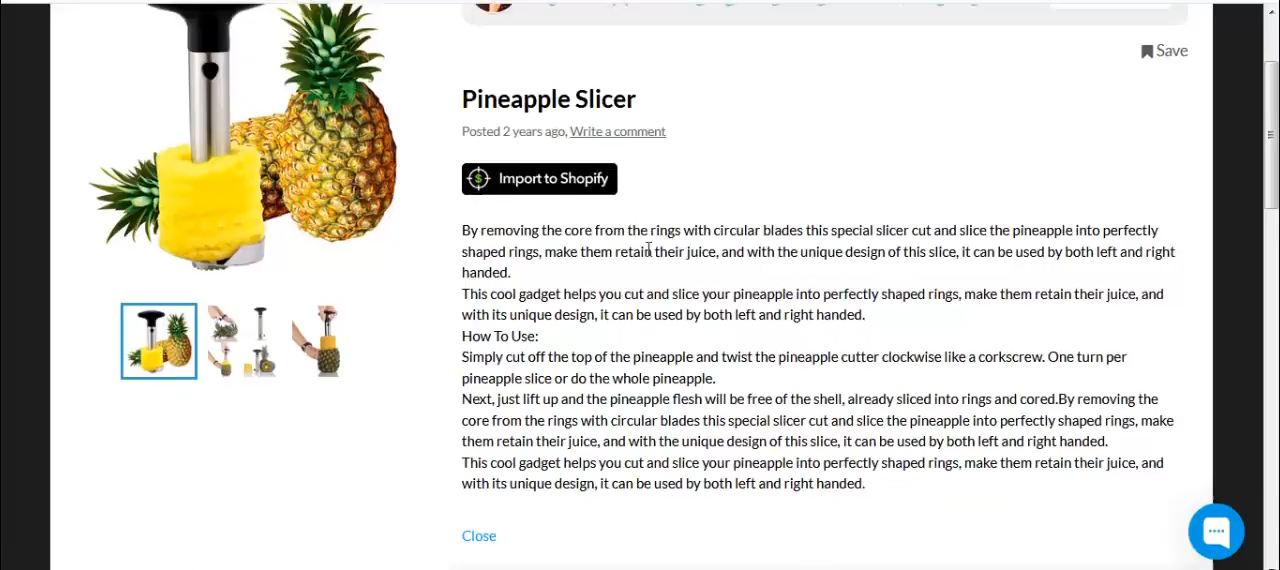 Save
Pineapple Slicer
Posted 2 years ago, Write a comment
Import to Shopify
By removing the core from the rings with circular blades this special slicer cut and slice the pineapple into perfectly
shaped rings, make them retain their juice, and with the unique design of this slice, it can be used by both left and right
handed.
This cool gadget helps you cut and slice your pineapple into perfectly shaped rings, make them retain their juice, and
with its unique design, it can be used by both left and right handed.
How To Use:
Simply cut off the top of the pineapple and twist the pineapple cutter clockwise like a corkscrew. One turn per
pineapple slice or do the whole pineapple.
Next, just lift up and the pineapple flesh will be free of the shell, already sliced into rings and cored.By removing the
core from the rings with circular blades this special slicer cut and slice the pineapple into perfectly shaped rings, make
them retain their juice, and with the unique design of this slice, it can be used by both left and right handed.
This cool gadget helps you cut and slice your pineapple into perfectly shaped rings, make them retain their juice, and
with its unique design, it can be used by both left and right handed.
Close